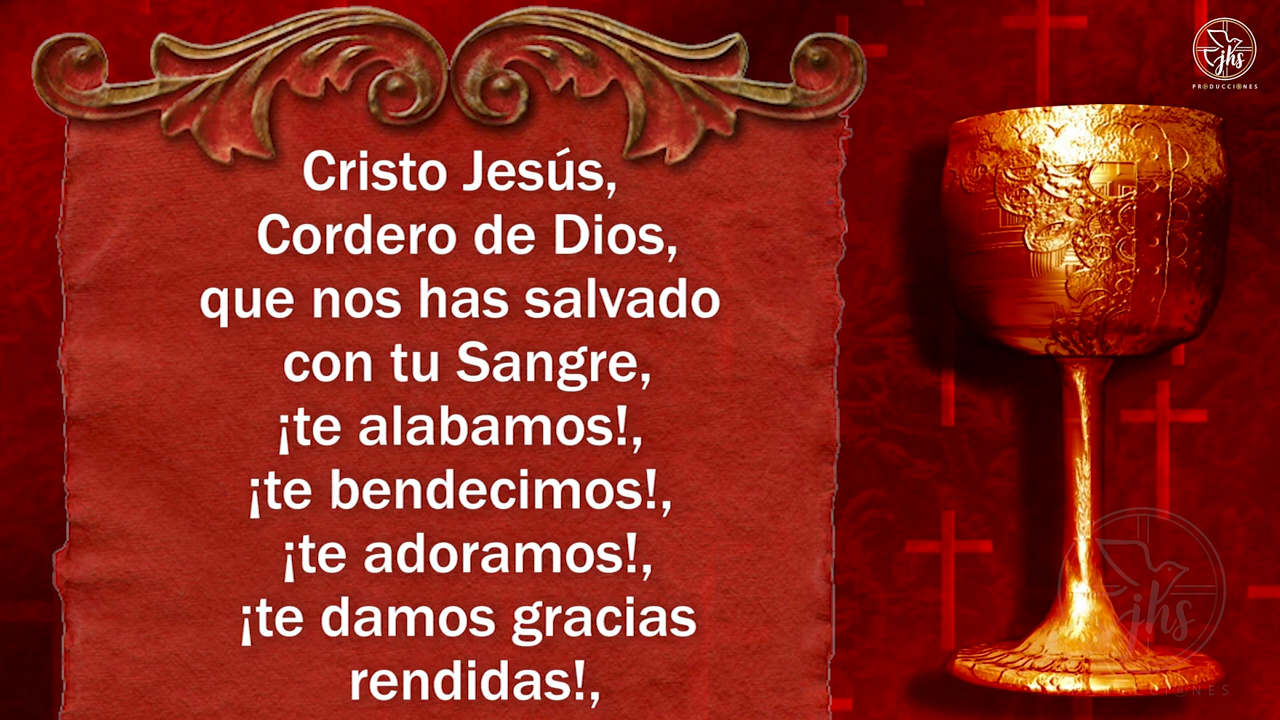 Cristo Jesús,
Cordero de Dios,
que nos has salvado
con tu Sangre,
¡te alabamos!,
¡te bendecimos!,
¡te adoramos!,
¡te damos gracias
rendidas!,
jhs
PRODUCCIONES
jhs